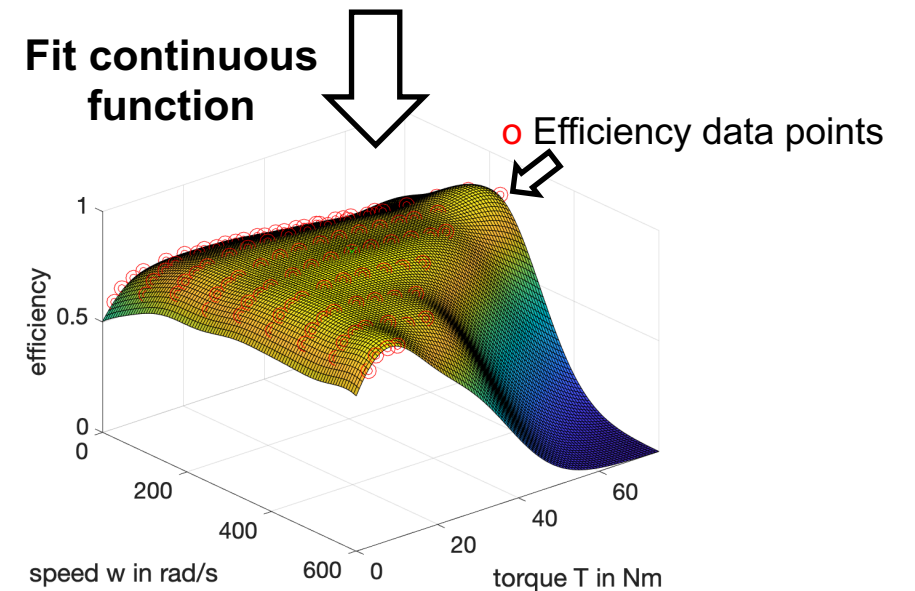 Fit continuous
function
o Efficiency data points
1
0.5
0
efficiency
0
200
400
600
speed w in rad/s
0
20
40
60
torque T in Nm